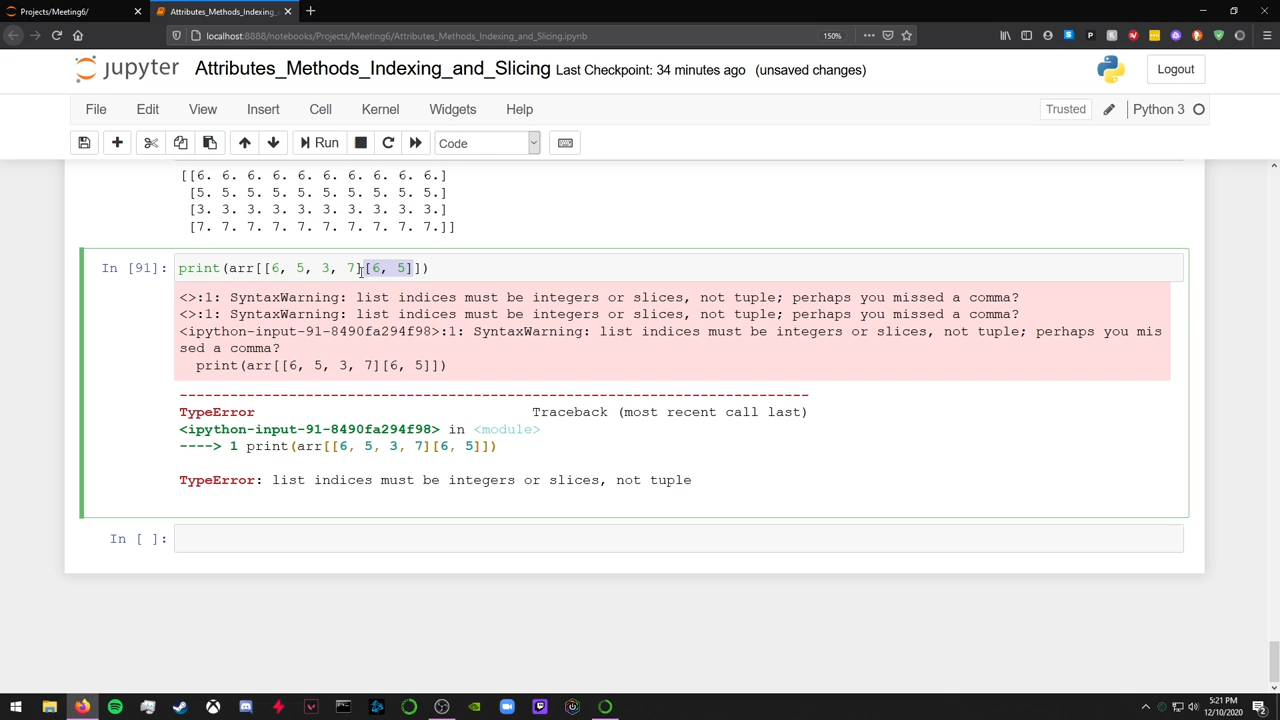 Projects/Meeting6/
Attributes_Methods_Indexing_an
localhost:8888/notebooks/Projects/Meeting6/Attributes_Methods_Indexing_and_Slicing.ipynb
150%
jupyter
Attributes_Methods_Indexing_and_Slicing Last Checkpoint: 34 minutes ago (unsaved changes)
Logout
File Edit View Insert Cell Kernel Widgets Help
Trusted
Python 3
Run
Code
[[6. 6. 6. 6. 6. 6. 6. 6. 6. 6.]
[5. 5. 5. 5. 5. 5. 5. 5. 5. 5.]
[3. 3. 3. 3. 3. 3. 3. 3. 3. 3.]
[7. 7. 7. 7. 7. 7. 7. 7. 7. 7.]]
In [91]: print(arr[[6, 5, 3, 7][6, 5]])
<>:1: SyntaxWarning: list indices must be integers or slices, not tuple; perhaps you missed a comma?
<>:1: SyntaxWarning: list indices must be integers or slices, not tuple; perhaps you missed a comma?
<ipython-input-91-8490fa294f98>:1: SyntaxWarning: list indices must be integers or slices, not tuple; perhaps you mis
sed a comma?
print(arr[[6, 5, 3, 7][6, 5]])
---------------------------------------------------------------------------
TypeError Traceback (most recent call last)
<ipython-input-91-8490fa294f98> in <module>
----> 1 print(arr[[6, 5, 3, 7][6, 5]])
TypeError: list indices must be integers or slices, not tuple
In [ ]:
5:21 PM
12/10/2020